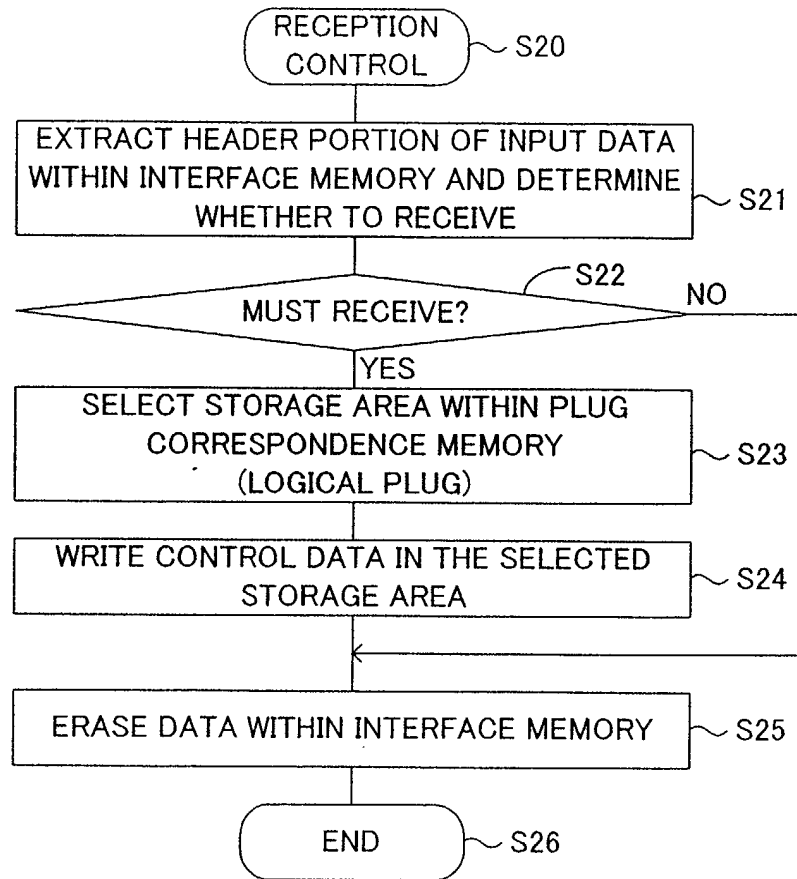 RECEPTION
CONTROL
S20
EXTRACT HEADER PORTION OF INPUT DATA
WITHIN INTERFACE MEMORY AND DETERMINE
WHETHER TO RECEIVE
S21
S22
MUST RECEIVE?
NO
YES
SELECT STORAGE AREA WITHIN PLUG
CORRESPONDENCE MEMORY
(LOGICAL PLUG)
S23
WRITE CONTROL DATA IN THE SELECTED
STORAGE AREA
S24
ERASE DATA WITHIN INTERFACE MEMORY
S25
END
S26